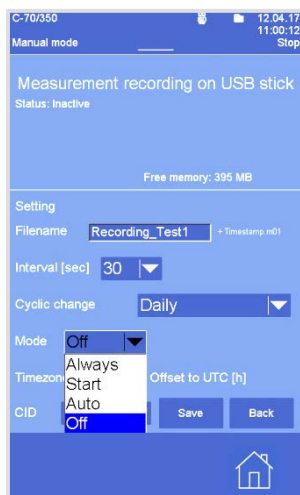 C-70/350 12.04.17
11:00:12
Manual mode Stop
Measurement recording on USB stick
Status: Inactive
Free memory: 395 MB
Setting
Filename Recording_Test1 + Timestamp.m01
Interval [sec] 30
Cyclic change Daily
Mode Off
Always
Timezon Offset to UTC [h]
Start
Auto
CID Save Back
Off